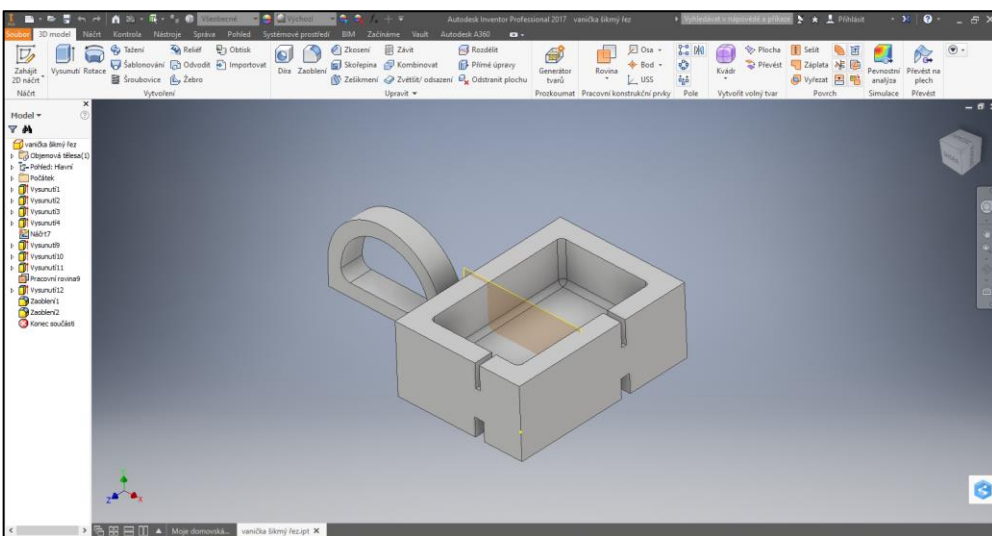 Všeobecné
Výchozí
Autodesk Inventor Professional 2017 vanička šikmý řez
Vyhledávat v nápovědě a příkaze
Přihlásit
Soubor 3D model Náčrt Kontrola Nástroje Správa Pohled Systémové prostředí BIM Začínáme Vault Autodesk A360
Zahájit 2D náčrt
Vysunutí
Rotace
Tažení
Šablonování
Šroubovice
Reliéf
Odvodit
Žebro
Obtisk
Importovat
Díra
Zaoblení
Zkosení
Skořepina
Zešikmení
Závit
Kombinovat
Zvětšit/ odsazení
Rozdělit
Přímé úpravy
Odstranit plochu
Generátor tvarů
Rovina
Osa
Bod
USS
Kvádr
Plocha
Převést
Sešít
Záplata
Vyřezat
Pevnostní analýza
Převést na plech
Náčrt
Vytvoření
Upravit
Prozkoumat
Pracovní konstrukční prvky
Pole
Vytvořit volný tvar
Povrch
Simulace
Převést
Model
vanička šikmý řez
Objemová tělesa(1)
Pohled: Hlavní
Počátek
Vysunutí1
Vysunutí2
Vysunutí3
Vysunutí4
Náčrt7
Vysunutí9
Vysunutí10
Vysunutí11
Pracovní rovina9
Vysunutí12
Zaoblení1
Zaoblení2
Konec součásti
Moje domovská...
vanička šikmý řez.ipt